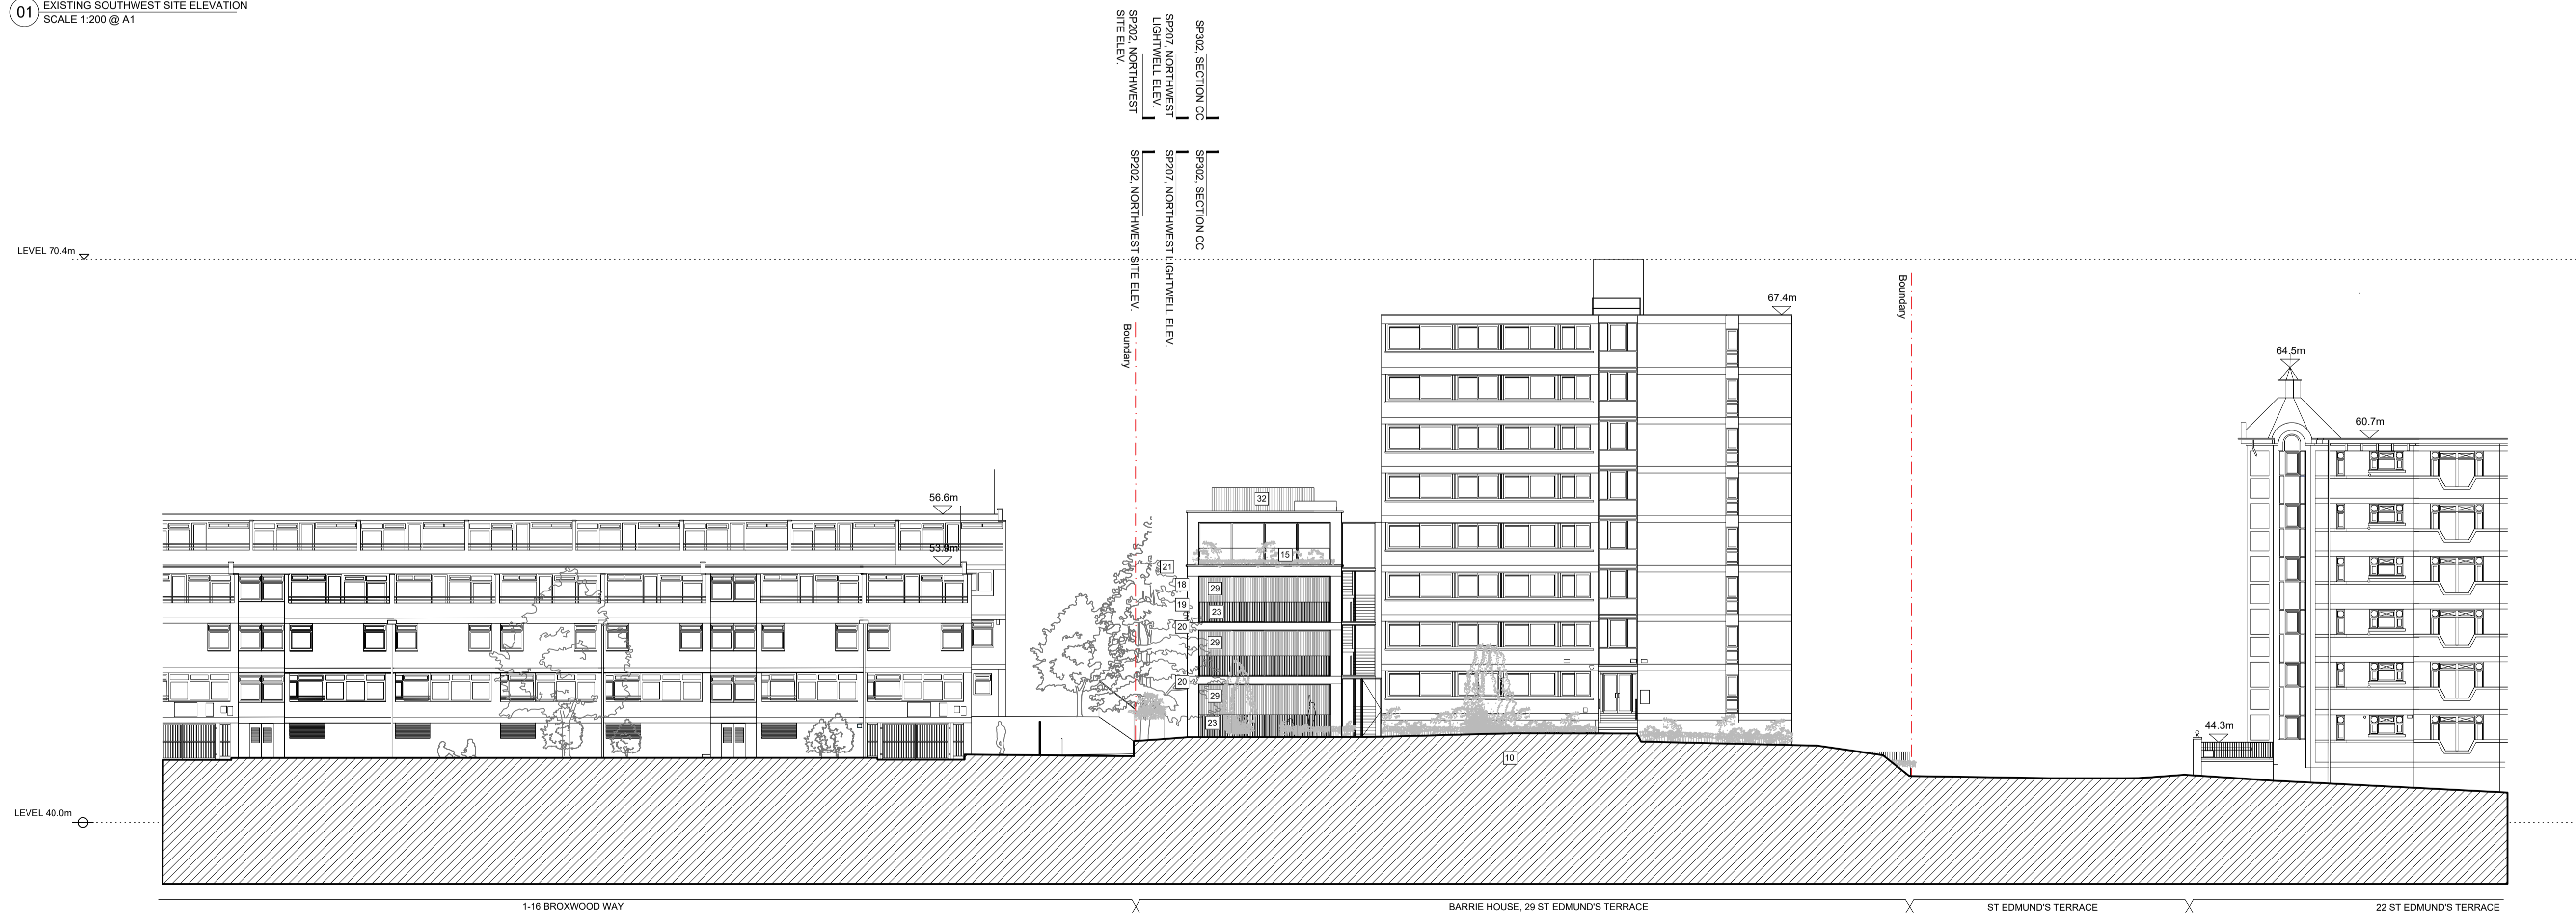 01
EXISTING SOUTHWEST SITE ELEVATION
SCALE 1:200 @ A1
SP202, NORTHWEST
SITE ELEV.
SP207, NORTHWEST
LIGHTWELL ELEV.
SP302, SECTION CC
SP202, NORTHWEST SITE ELEV.
SP207, NORTHWEST LIGHTWELL ELEV.
SP302, SECTION CC
LEVEL 70.4m
Boundary
Boundary
67.4m
64.5m
60.7m
56.6m
53.9m
32
15
21
18
29
19
23
20
29
20
29
23
44.3m
10
LEVEL 40.0m
1-16 BROXWOOD WAY
BARRIE HOUSE, 29 ST EDMUND'S TERRACE
ST EDMUND'S TERRACE
22 ST EDMUND'S TERRACE